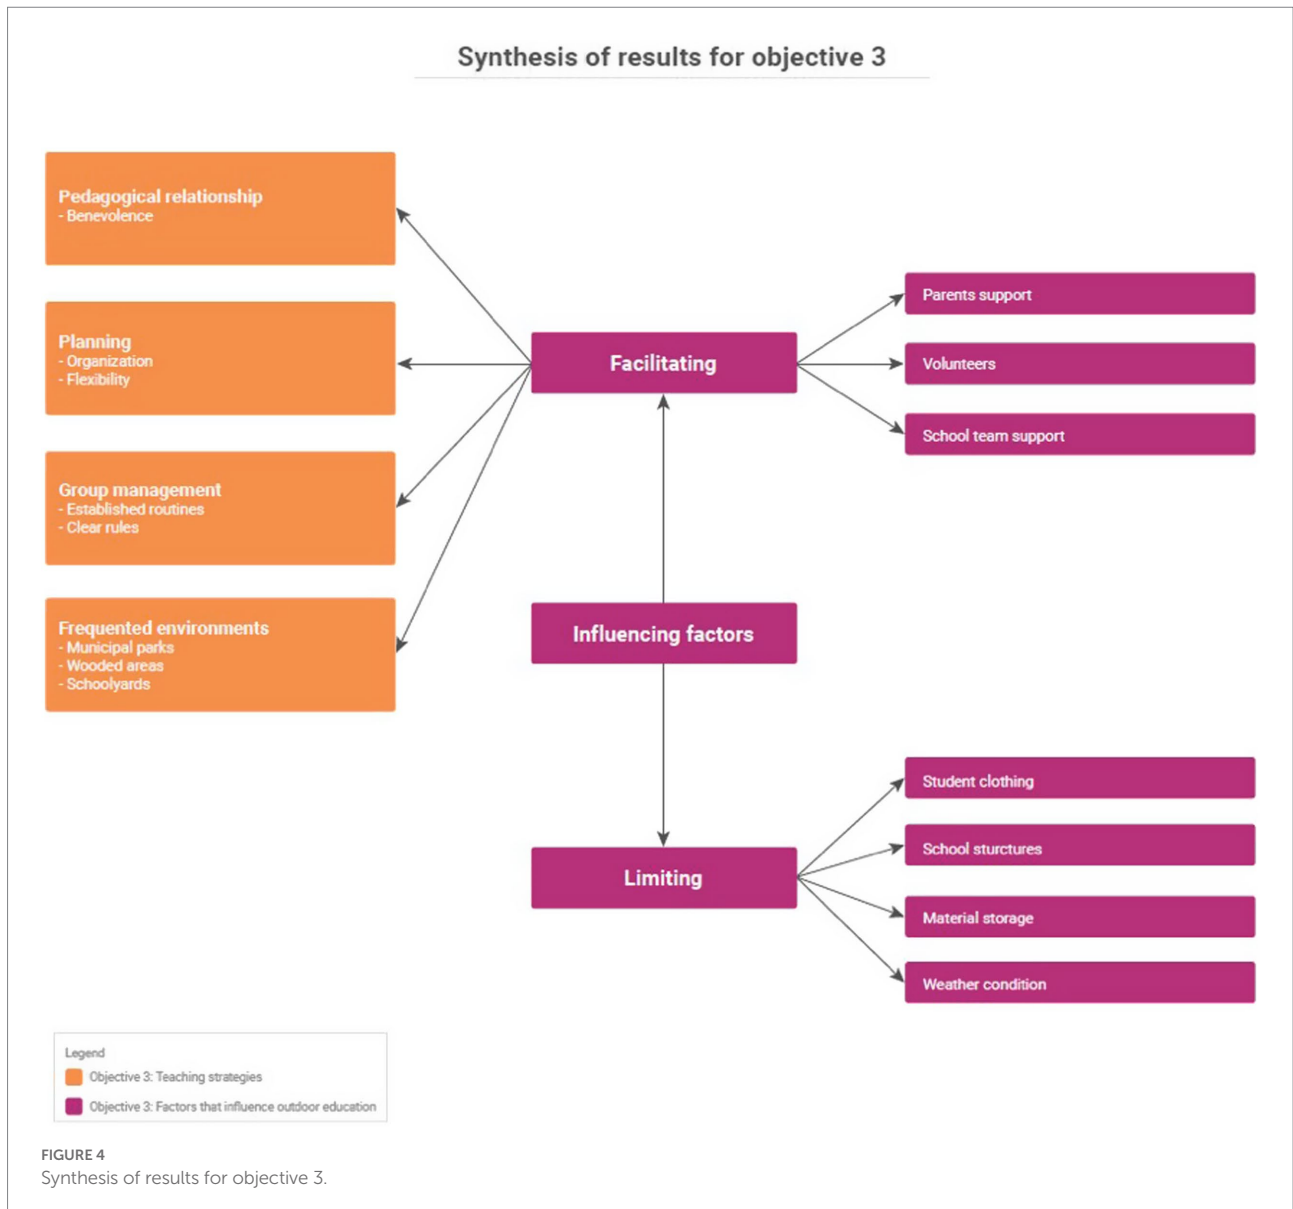 Synthesis of results for objective 3
Pedagogical relationship
- Benevolence
Planning
- Organization
- Flexibility
Group management
- Established routines
- Clear rules
Frequented environments
- Municipal parks
- Wooded areas
- Schoolyards
Facilitating
Influencing factors
Limiting
Parents support
Volunteers
School team support
Student clothing
School sturctures
Material storage
Weather condition
Legend
Objective 3: Teaching strategies
Objective 3: Factors that influence outdoor education
FIGURE 4
Synthesis of results for objective 3.